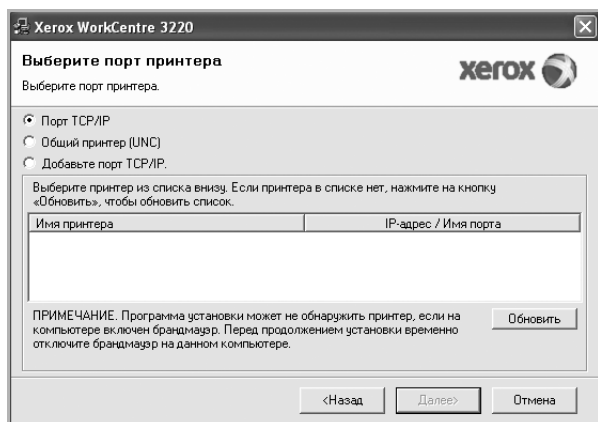 Xerox WorkCentre 3220
Выберите порт принтера
xerox
Выберите порт принтера.
Порт TCP/IP
Общий принтер (UNC)
Добавьте порт TCP/IP.
Выберите принтер из списка внизу. Если принтера в списке нет, нажмите на кнопку
«Обновить», чтобы обновить список.
Имя принтера IP-адрес / Имя порта
ПРИМЕЧАНИЕ. Программа установки может не обнаружить принтер, если на
компьютере включен брандмауэр. Перед продолжением установки временно
отключите брандмауэр на данном компьютере.
Обновить
<Назад Далее> Отмена